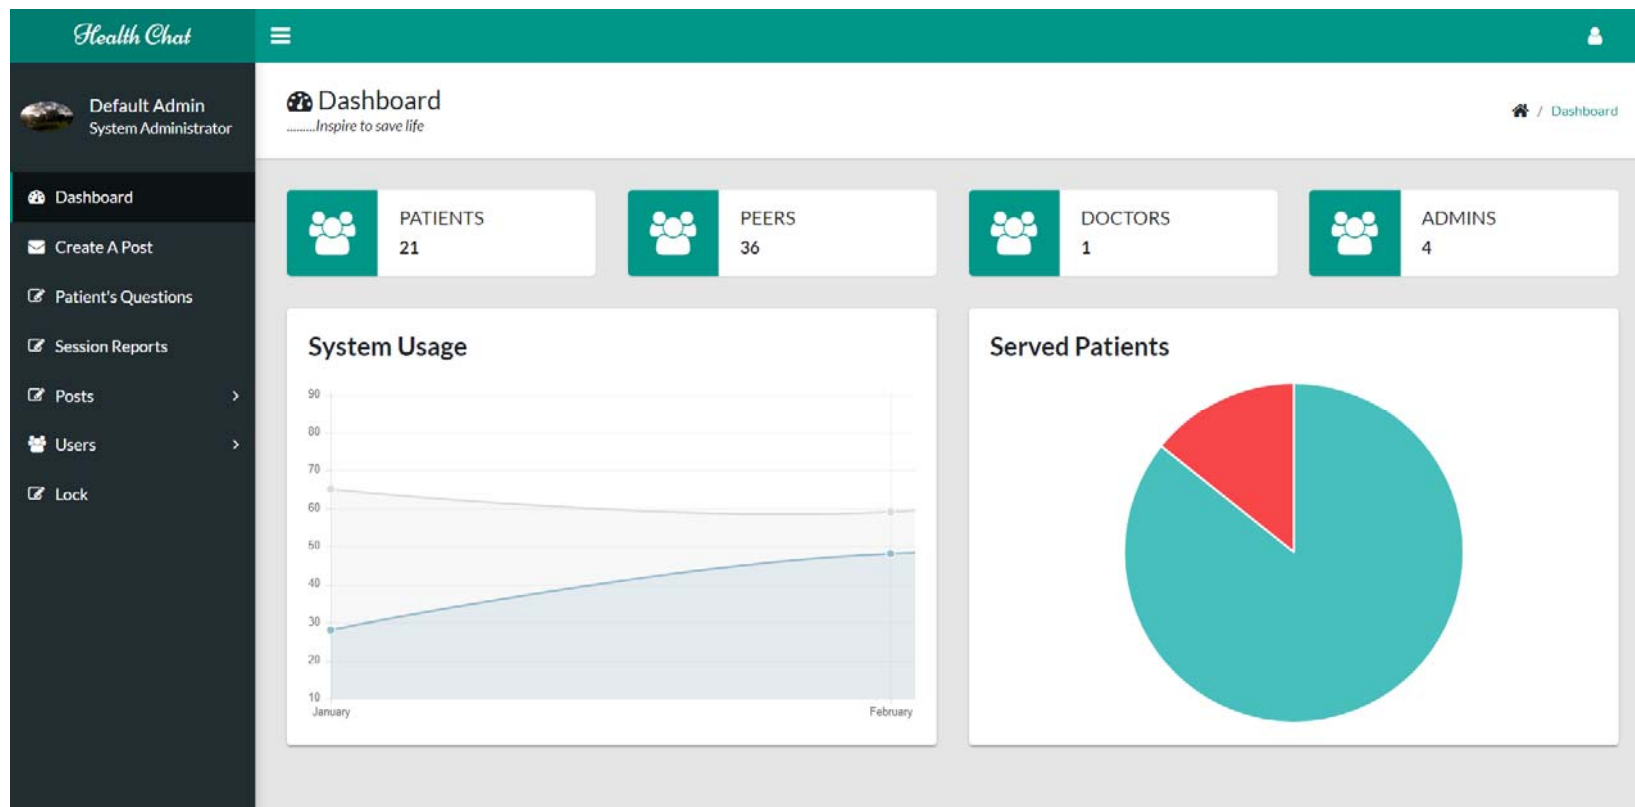 Health Chat
Default Admin
System Administrator
Dashboard
Create A Post
Patient's Questions
Session Reports
Posts
Users
Lock
Dashboard
.........Inspire to save life
/ Dashboard
PATIENTS
21
PEERS
36
DOCTORS
1
ADMINS
4
System Usage
90
80
70
60
50
40
30
20
10
January
February
Served Patients